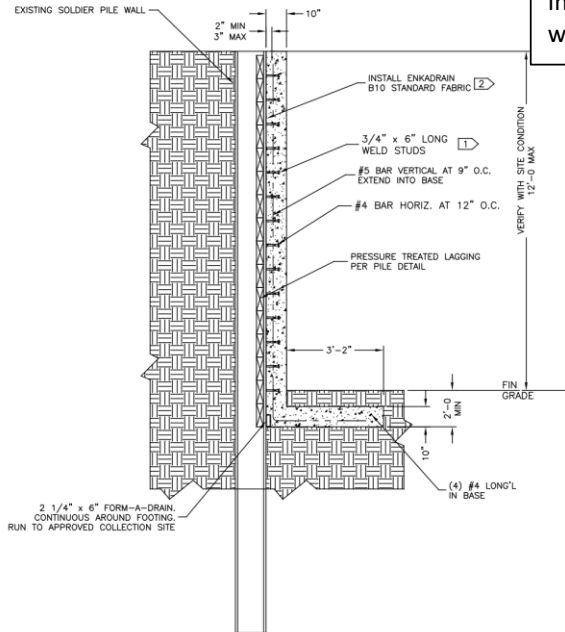 EXISTING SOLDIER PILE WALL
2" MIN
3" MAX
10"
INSTALL ENKADRAIN
B10 STANDARD FABRIC 2
3/4" x 6" LONG
WELD STUDS 1
#5 BAR VERTICAL AT 9" O.C.
EXTEND INTO BASE
#4 BAR HORIZ. AT 12" O.C.
PRESSURE TREATED LAGGING
PER PILE DETAIL
VERIFY WITH SITE CONDITION
12'-0 MAX
3'-2"
FIN
GRADE
2'-0
MIN
10"
(4) #4 LONG'L
IN BASE
2 1/4" x 6" FORM-A-DRAIN.
CONTINUOUS AROUND FOOTING.
RUN TO APPROVED COLLECTION SITE